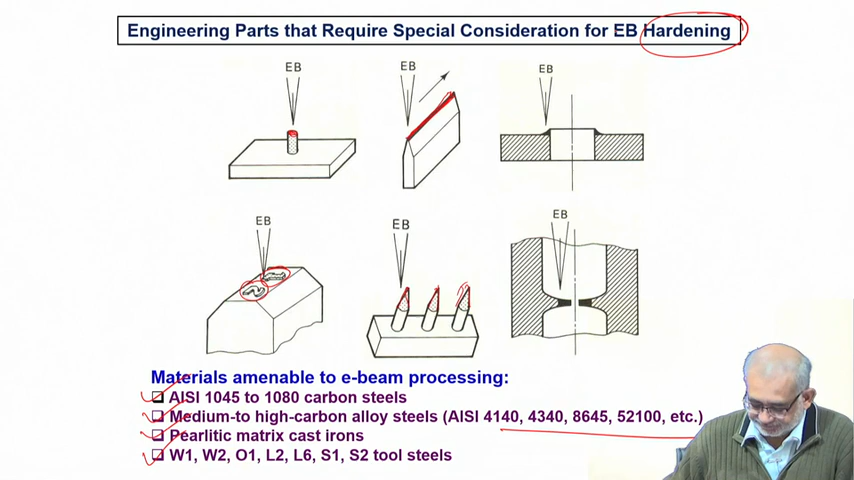 Engineering Parts that Require Special Consideration for EB Hardening
EB
EB
EB
EB
EB
EB
Materials amenable to e-beam processing:
AISI 1045 to 1080 carbon steels
Medium-to high-carbon alloy steels (AISI 4140, 4340, 8645, 52100, etc.)
Pearlitic matrix cast irons
W1, W2, O1, L2, L6, S1, S2 tool steels